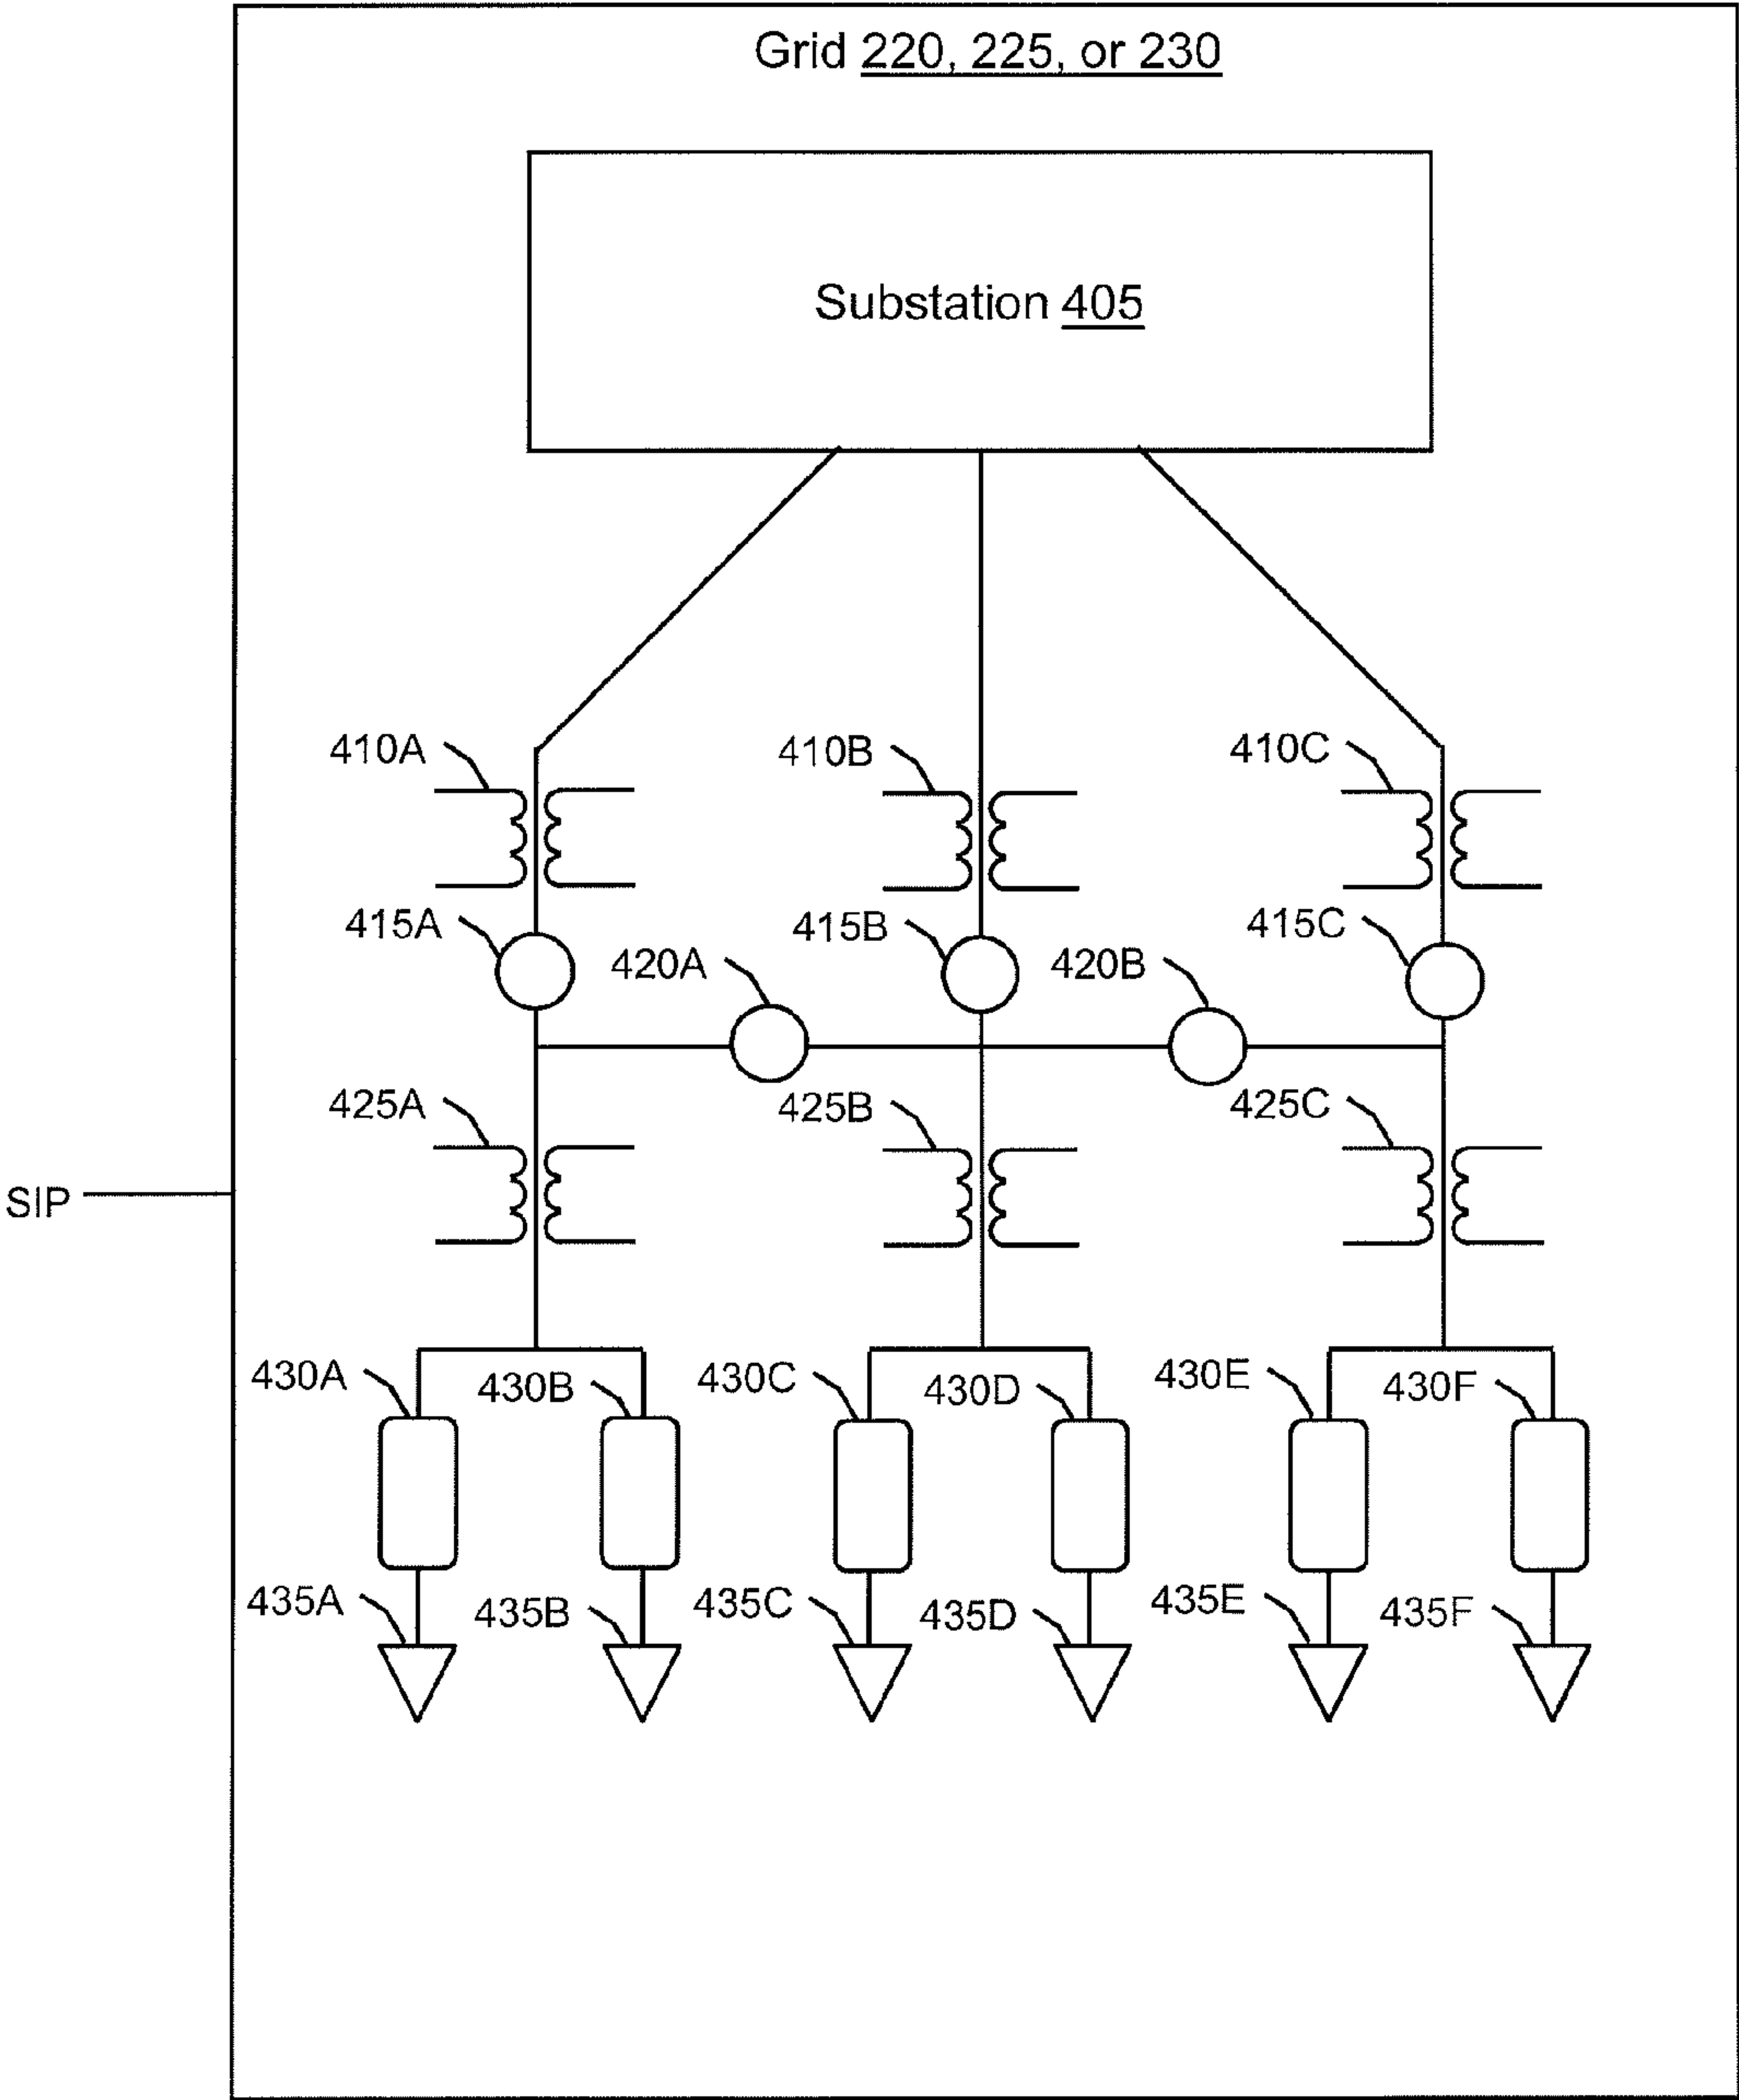 Grid 220, 225, or 230
Substation 405
410A
410B
410C
415A
415B
415C
420A
420B
425A
425B
425C
SIP
430A
430B
430C
430D
430E
430F
435A
435B
435C
435D
435E
435F